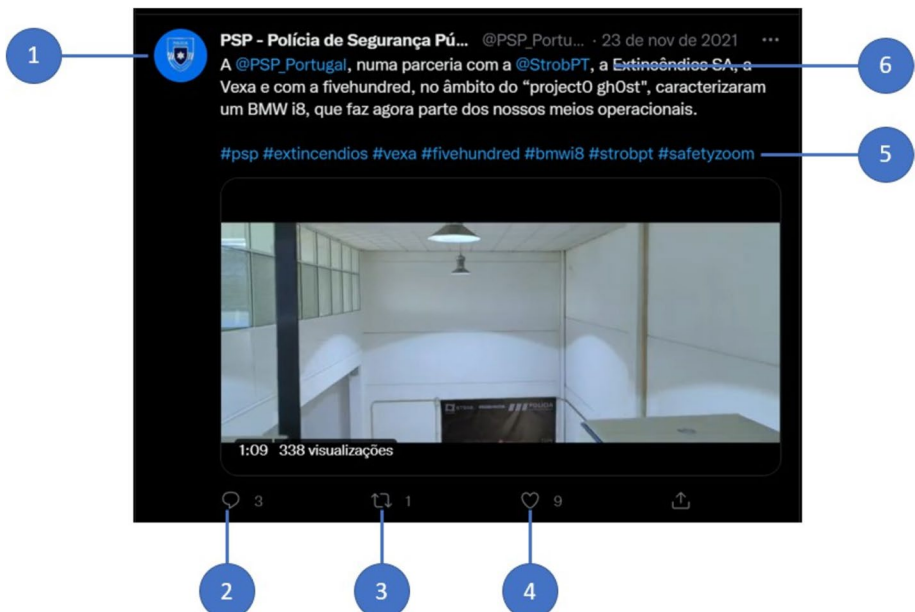 1
PSP - Polícia de Segurança Pú... @PSP_Portu... · 23 de nov de 2021 ...
A @PSP_Portugal, numa parceria com a @StrobPT, a Extincêndios SA, a
6
Vexa e com a fivehundred, no âmbito do “project0 gh0st", caracterizaram
um BMW i8, que faz agora parte dos nossos meios operacionais.
#psp #extincendios #vexa #fivehundred #bmwi8 #strobpt #safetyzoom
5
1:09 338 visualizações
3 1 9
2 3 4